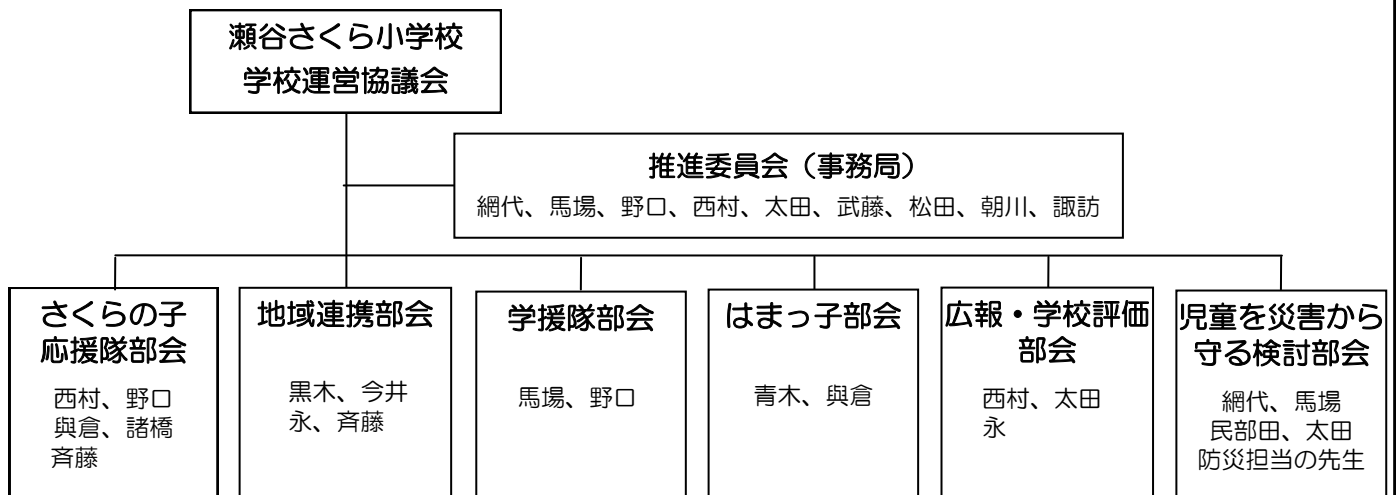 瀬谷さくら小学校
学校運営協議会
推進委員会（事務局）
網代、馬場、野口、西村、太田、武藤、松田、朝川、諏訪
さくらの子
応援隊部会
西村、野口
與倉、諸橋
斉藤
地域連携部会
黒木、今井
永、斉藤
学援隊部会
馬場、野口
はまっ子部会
青木、與倉
広報・学校評価
部会
西村、太田
永
児童を災害から
守る検討部会
網代、馬場
民部田、太田
防災担当の先生